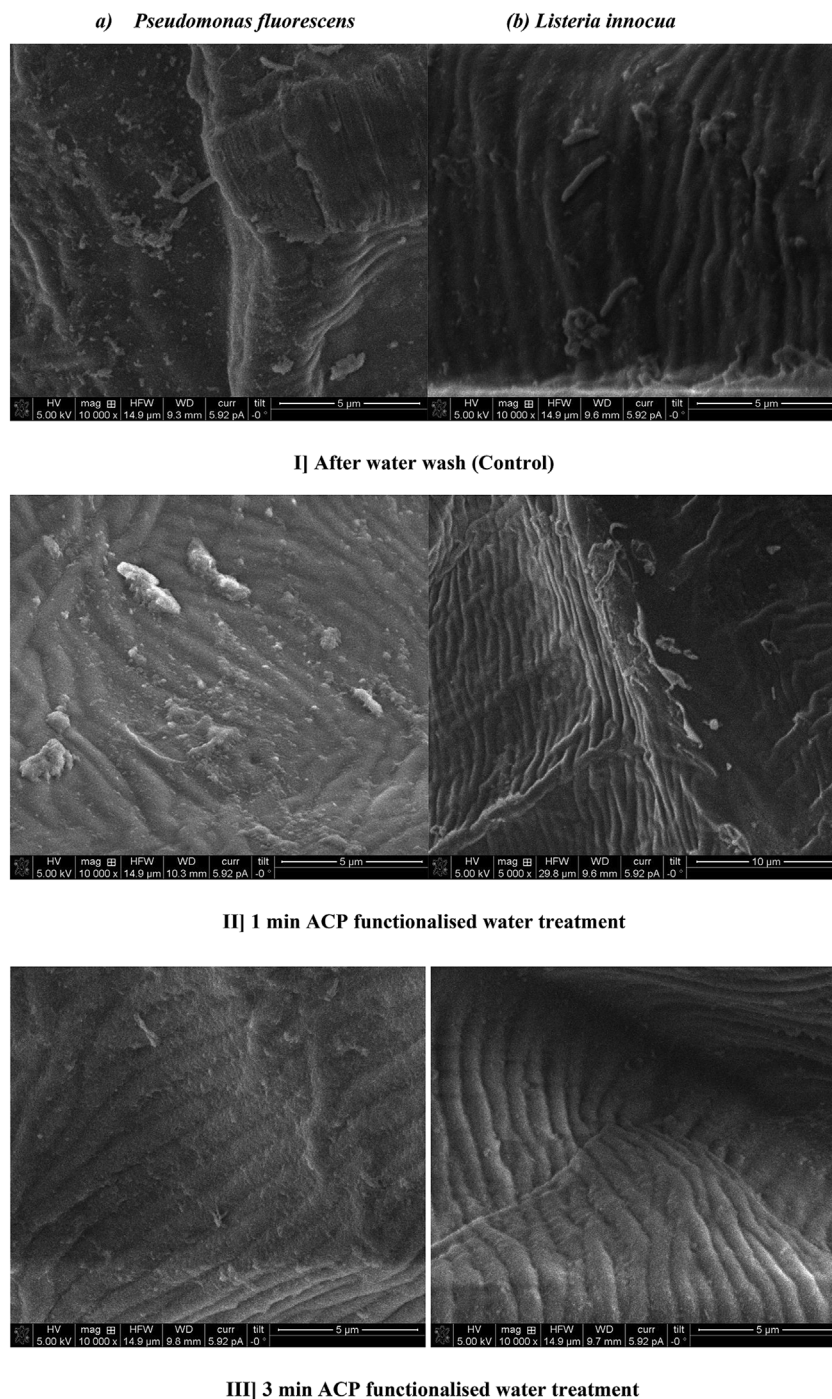 a) Pseudomonas fluorescens (b) Listeria innocua
HV mag HFW WD curr tilt 5 µm
5.00 kV 10 000 x 14.9 µm 9.3 mm 5.92 pA -0 °
HV mag HFW WD curr tilt 5 µm
5.00 kV 10 000 x 14.9 µm 9.6 mm 5.92 pA -0 °
I] After water wash (Control)
HV mag HFW WD curr tilt 5 µm
5.00 kV 10 000 x 14.9 µm 10.3 mm 5.92 pA -0 °
HV mag HFW WD curr tilt 10 µm
5.00 kV 5 000 x 29.8 µm 9.6 mm 5.92 pA -0 °
II] 1 min ACP functionalised water treatment
HV mag HFW WD curr tilt 5 µm
5.00 kV 10 000 x 14.9 µm 9.8 mm 5.92 pA -0 °
HV mag HFW WD curr tilt 5 µm
5.00 kV 10 000 x 14.9 µm 9.7 mm 5.92 pA -0 °
III] 3 min ACP functionalised water treatment